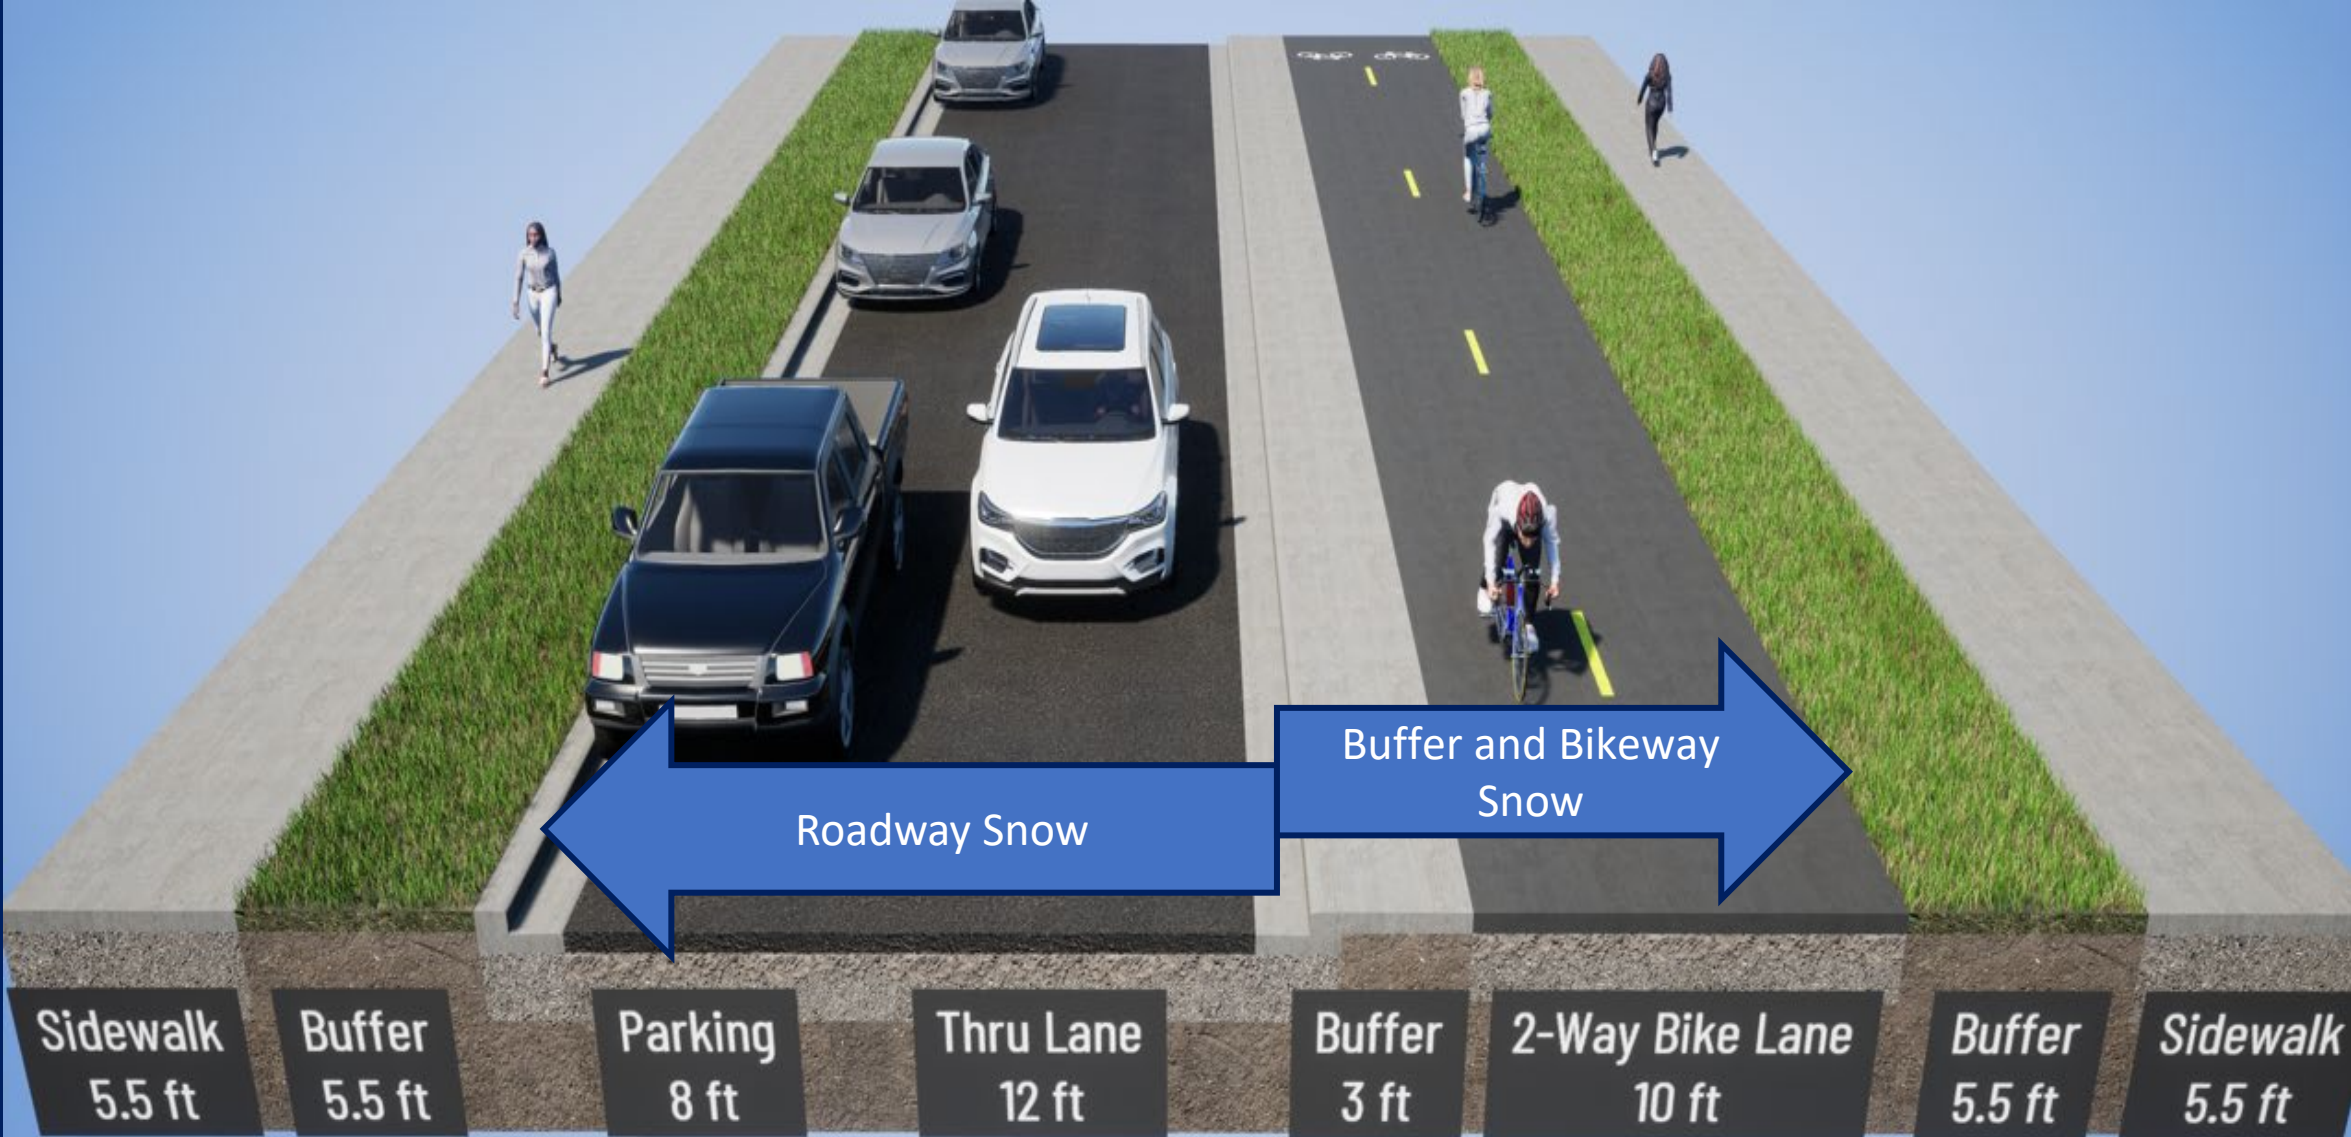 Buffer and Bikeway
Snow
Roadway Snow
Sidewalk
5.5 ft
Buffer
5.5 ft
Parking
8 ft
Thru Lane
12 ft
Buffer
3 ft
2-Way Bike Lane
10 ft
Buffer
5.5 ft
Sidewalk
5.5 ft